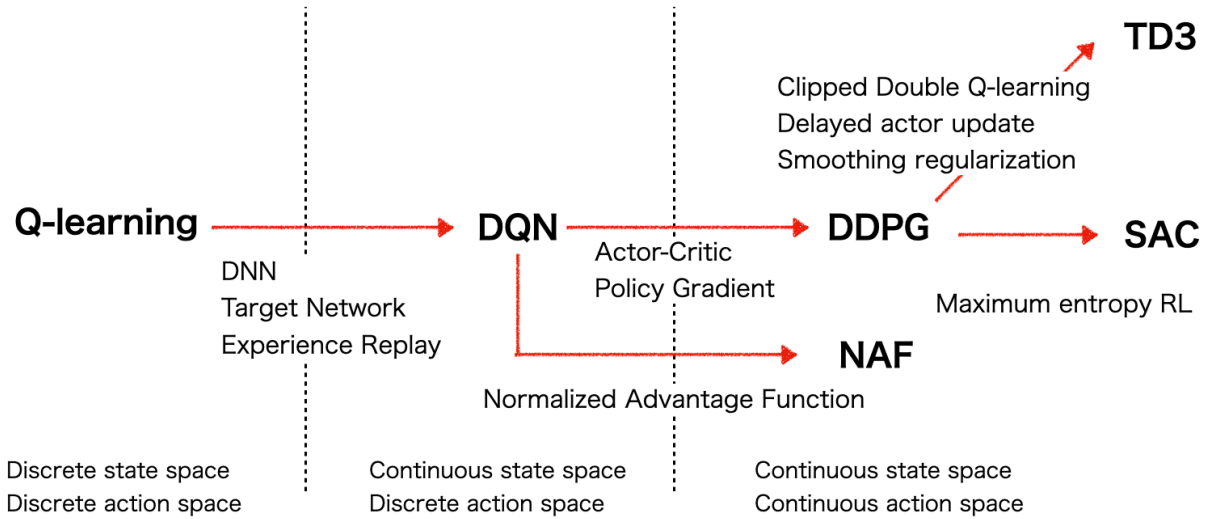 TD3
Clipped Double Q-learning
Delayed actor update
Smoothing regularization
Q-learning
DQN
DDPG
SAC
DNN
Target Network
Experience Replay
Actor-Critic
Policy Gradient
Maximum entropy RL
NAF
Normalized Advantage Function
Discrete state space
Discrete action space
Continuous state space
Discrete action space
Continuous state space
Continuous action space